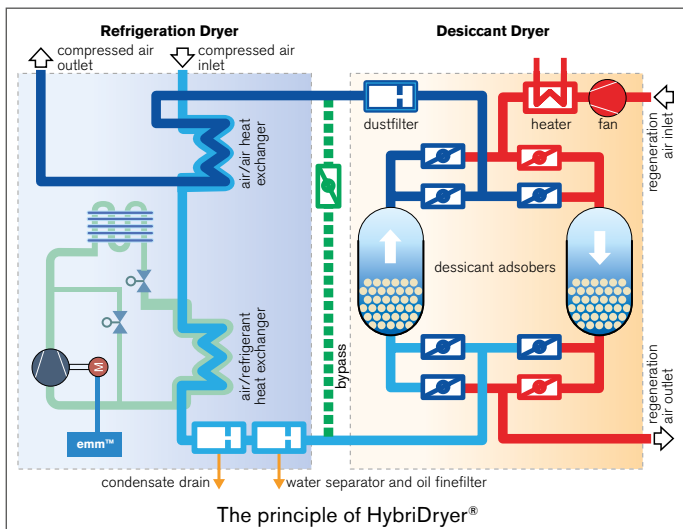 Refrigeration Dryer
Desiccant Dryer
compressed air
outlet
compressed air
inlet
dustfilter
heater
fan
regeneration
air inlet
air/air heat
exchanger
dessicant adsobers
air/refrigerant
heat exchanger
bypass
M
emm™
regeneration
air outlet
condensate drain
water separator and oil finefilter
The principle of HybriDryer®